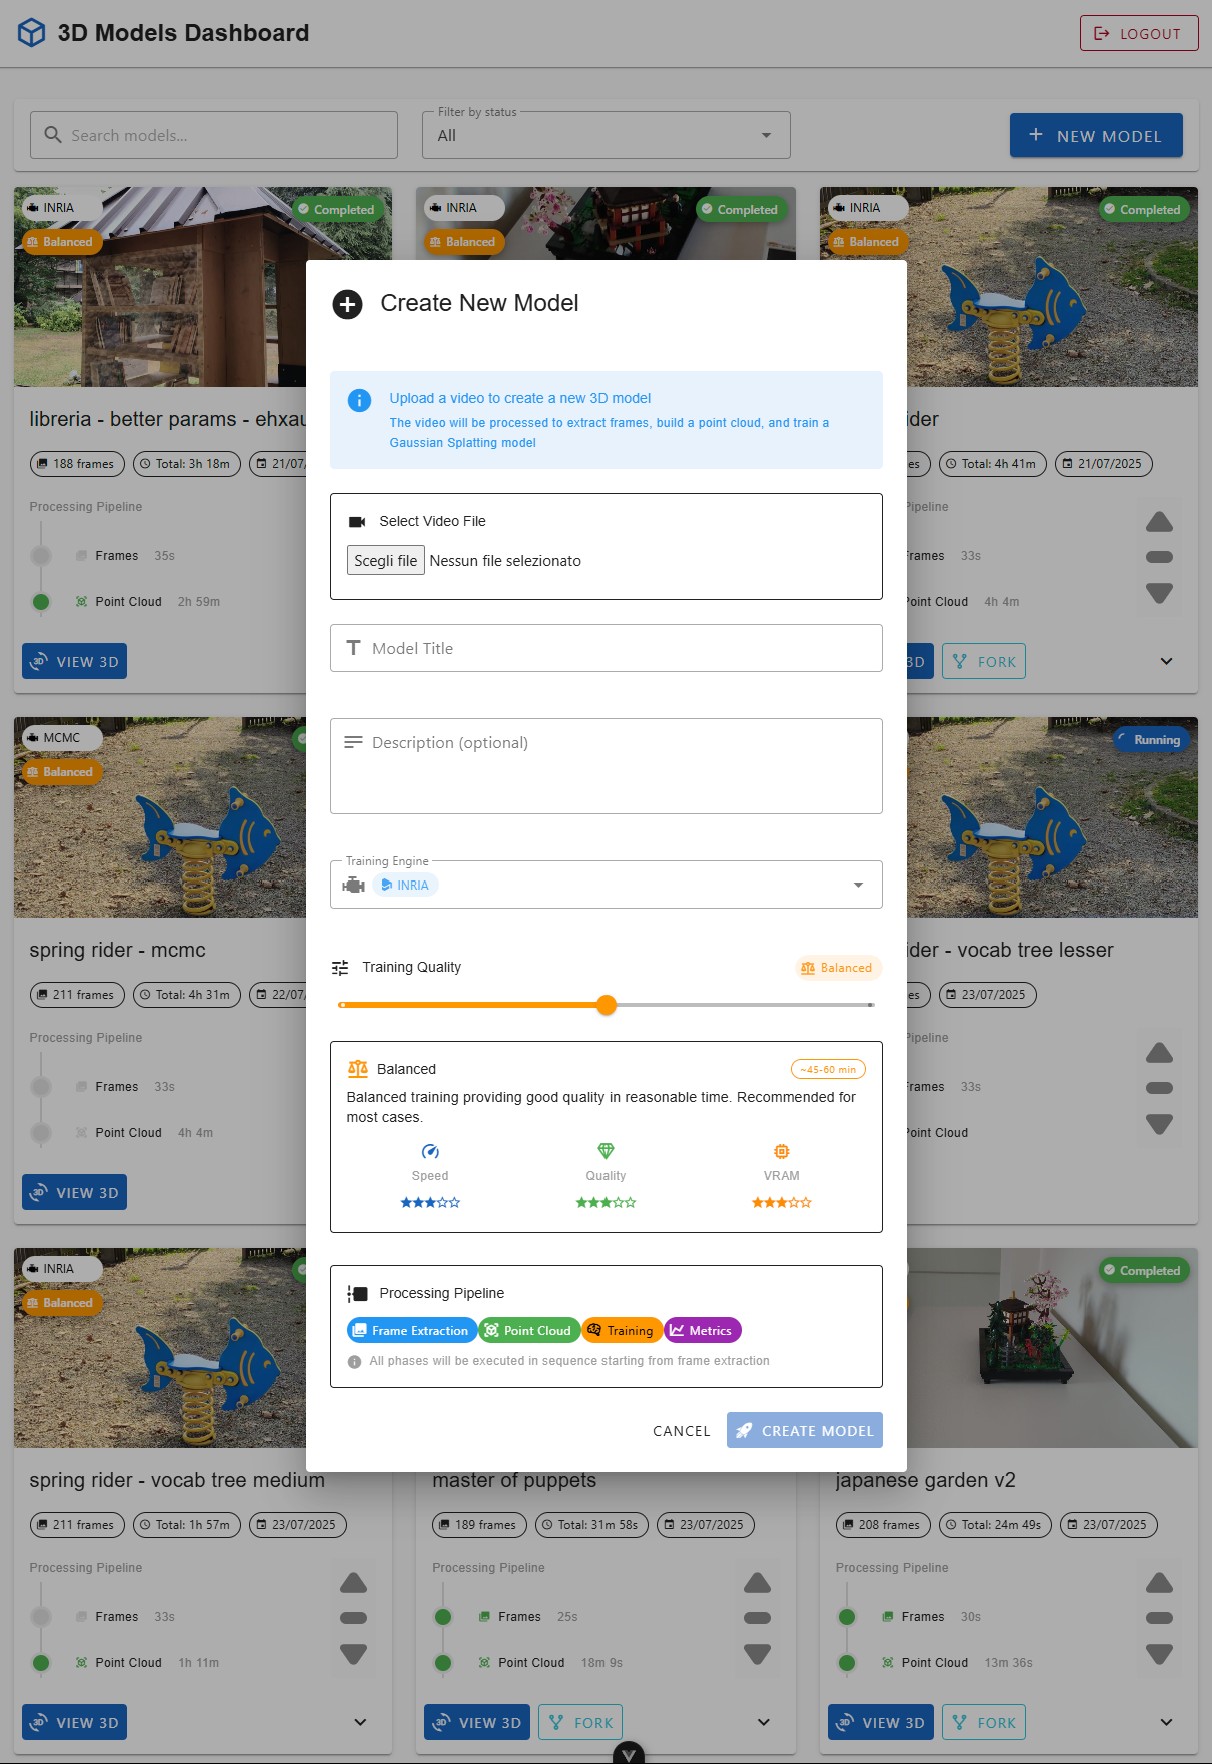 3D Models Dashboard
LOGOUT
Search models...
Filter by status
All
NEW MODEL
INRIA
Completed
Balanced
INRIA
Completed
Balanced
INRIA
Completed
Balanced
libreria - better params - ehxau
188 frames
Total: 3h 18m
21/07/
Processing Pipeline
Frames 35s
Point Cloud 2h 59m
VIEW 3D
ider
es
Total: 4h 41m
21/07/2025
ipeline
rames 33s
Point Cloud 4h 4m
3D
FORK
MCMC
Balanced
Running
spring rider - mcmc
211 frames
Total: 4h 31m
22/07/
Processing Pipeline
Frames 33s
Point Cloud 4h 4m
VIEW 3D
ider - vocab tree lesser
es
23/07/2025
ipeline
rames 33s
Point Cloud
INRIA
Balanced
Completed
spring rider - vocab tree medium
211 frames
Total: 1h 57m
23/07/2025
Processing Pipeline
Frames 33s
Point Cloud 1h 11m
VIEW 3D
master of puppets
189 frames
Total: 31m 58s
23/07/2025
Processing Pipeline
Frames 25s
Point Cloud 18m 9s
VIEW 3D
FORK
japanese garden v2
208 frames
Total: 24m 49s
23/07/2025
Processing Pipeline
Frames 30s
Point Cloud 13m 36s
VIEW 3D
FORK
Create New Model
Upload a video to create a new 3D model
The video will be processed to extract frames, build a point cloud, and train a
Gaussian Splatting model
Select Video File
Scegli file Nessun file selezionato
Model Title
Description (optional)
Training Engine
INRIA
Training Quality
Balanced
Balanced
~45-60 min
Balanced training providing good quality in reasonable time. Recommended for
most cases.
Speed
Quality
VRAM
Processing Pipeline
Frame Extraction
Point Cloud
Training
Metrics
All phases will be executed in sequence starting from frame extraction
CANCEL
CREATE MODEL